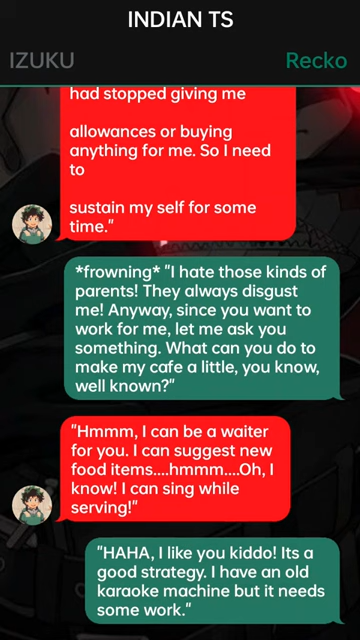 INDIAN TS
IZUKU
Recko
had stopped giving me
allowances or buying
anything for me. So I need
to
sustain my self for some
time."
*frowning* "I hate those kinds of
parents! They always disgust
me! Anyway, since you want to
work for me, let me ask you
something. What can you do to
make my cafe a little, you know,
well known?"
"Hmmm, I can be a waiter
for you. I can suggest new
food items....hmmm....Oh, I
know! I can sing while
serving!"
"HAHA, I like you kiddo! Its a
good strategy. I have an old
karaoke machine but it needs
some work."